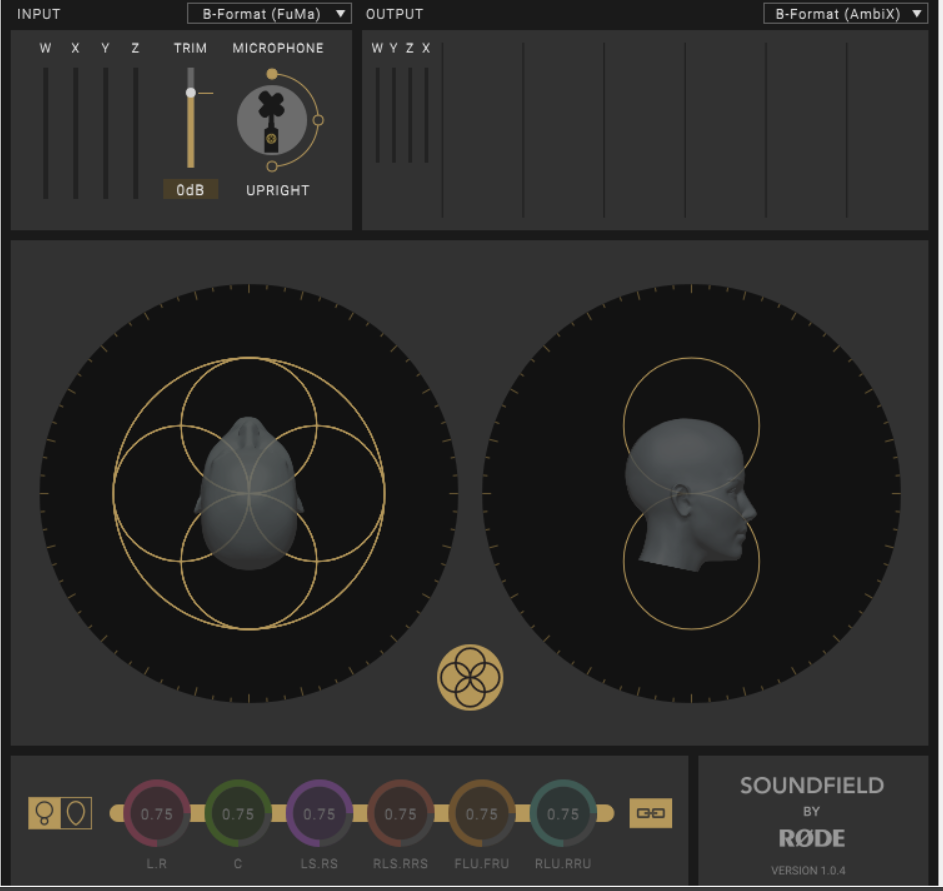 INPUT
B-Format (FuMa)
OUTPUT
B-Format (AmbiX)
W X Y Z TRIM MICROPHONE
W Y Z X
0dB
UPRIGHT
0.75 0.75 0.75 0.75 0.75 0.75
L.R C LS.RS RLS.RRS FLU.FRU RLU.RRU
SOUNDFIELD
BY
RØDE
VERSION 1.0.4